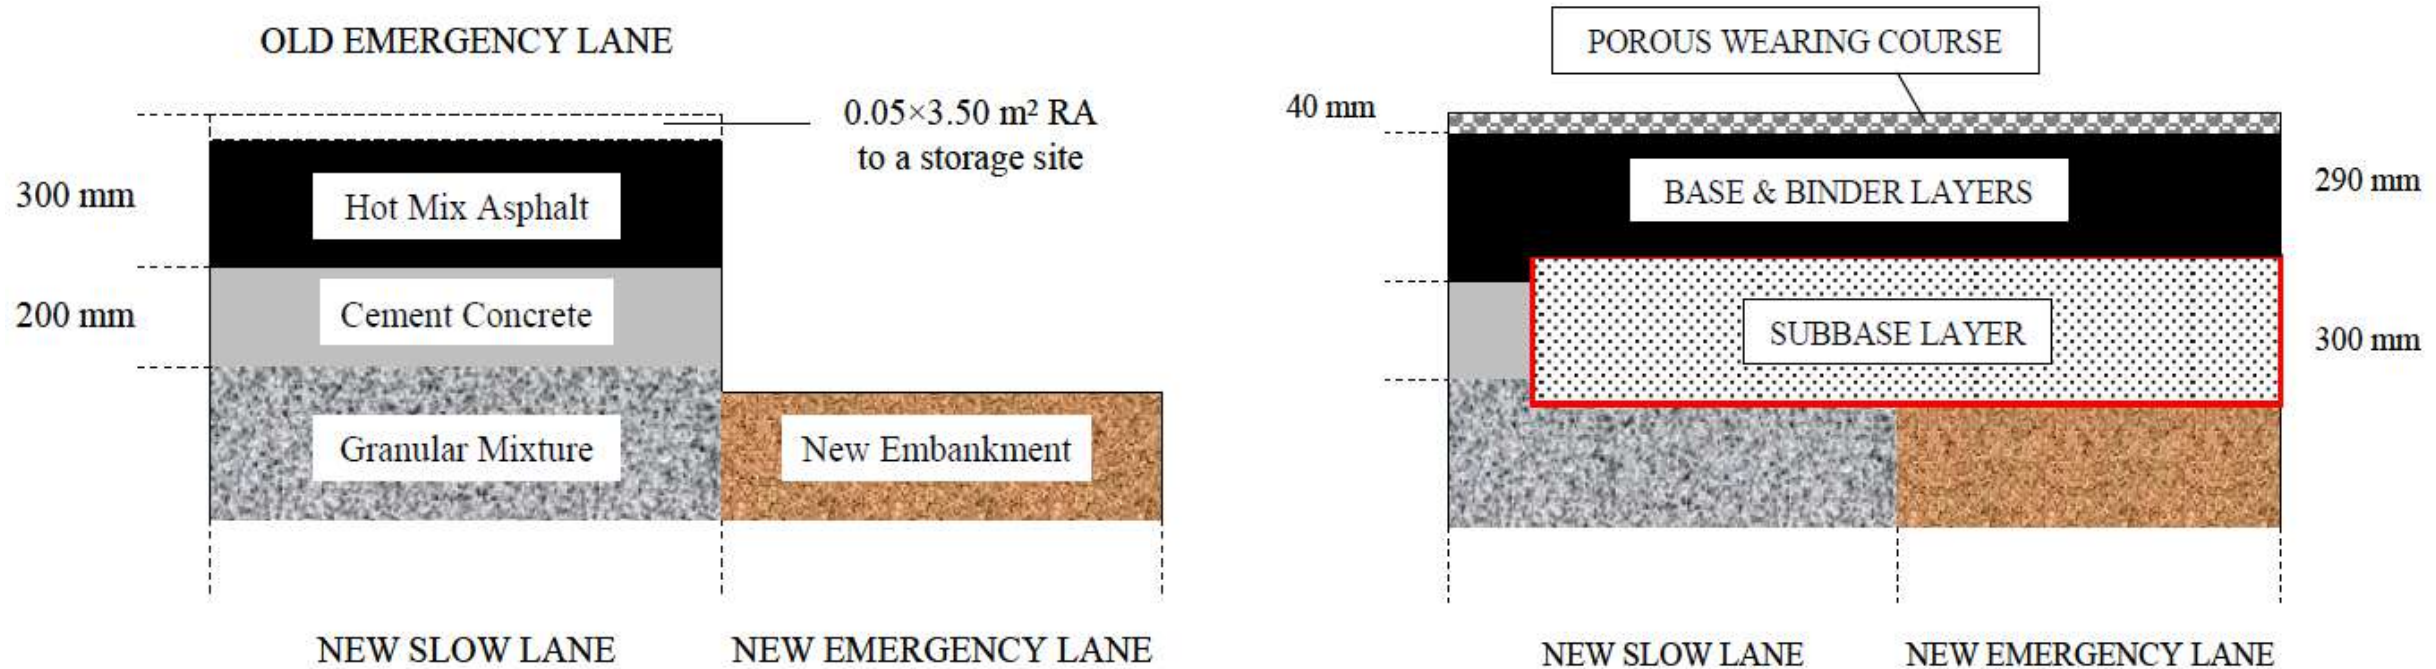 OLD EMERGENCY LANE
0.05×3.50 m² RA
to a storage site
300 mm
Hot Mix Asphalt
200 mm
Cement Concrete
Granular Mixture
New Embankment
NEW SLOW LANE
NEW EMERGENCY LANE
POROUS WEARING COURSE
40 mm
BASE & BINDER LAYERS
290 mm
SUBBASE LAYER
300 mm
NEW SLOW LANE
NEW EMERGENCY LANE